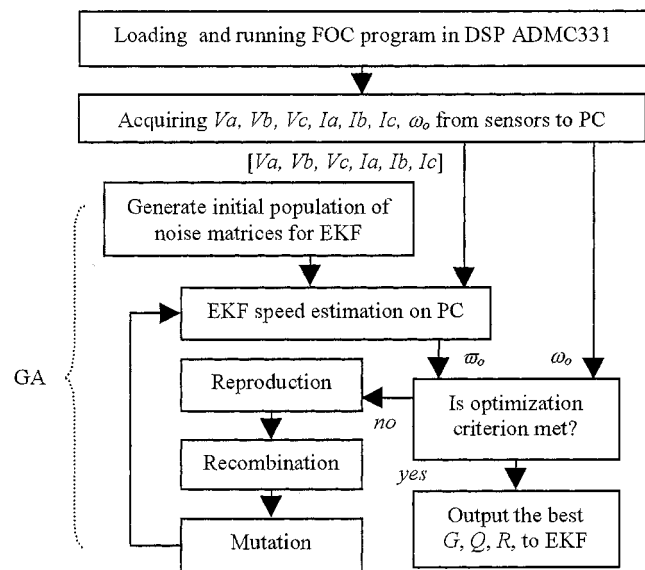 Loading and running FOC program in DSP ADMC331
Acquiring Va, Vb, Vc, Ia, Ib, Ic, ωo from sensors to PC
[Va, Vb, Vc, Ia, Ib, Ic]
Generate initial population of
noise matrices for EKF
EKF speed estimation on PC
GA
ϖo
ωo
Reproduction
no
Is optimization
criterion met?
Recombination
yes
Mutation
Output the best
G, Q, R, to EKF